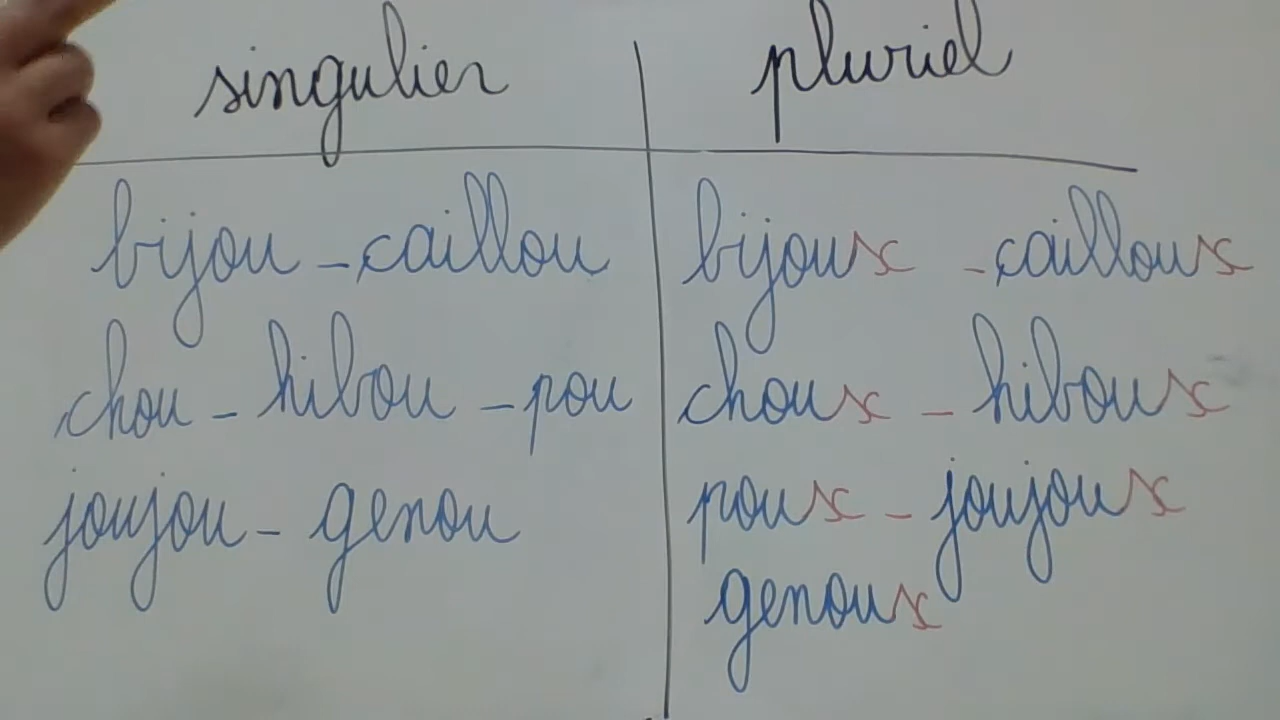 singulier pluriel
bijou - caillou bijoux - cailloux
chou - hibou - pou choux - hiboux
joujou - genou poux - joujoux
genoux